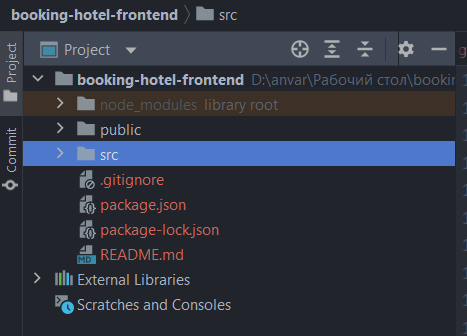 booking-hotel-frontend src
Project
Project
Commit
booking-hotel-frontend D:\anvar\Рабочий стол\bookin
node_modules library root
public
src
.gitignore
package.json
package-lock.json
README.md
External Libraries
Scratches and Consoles